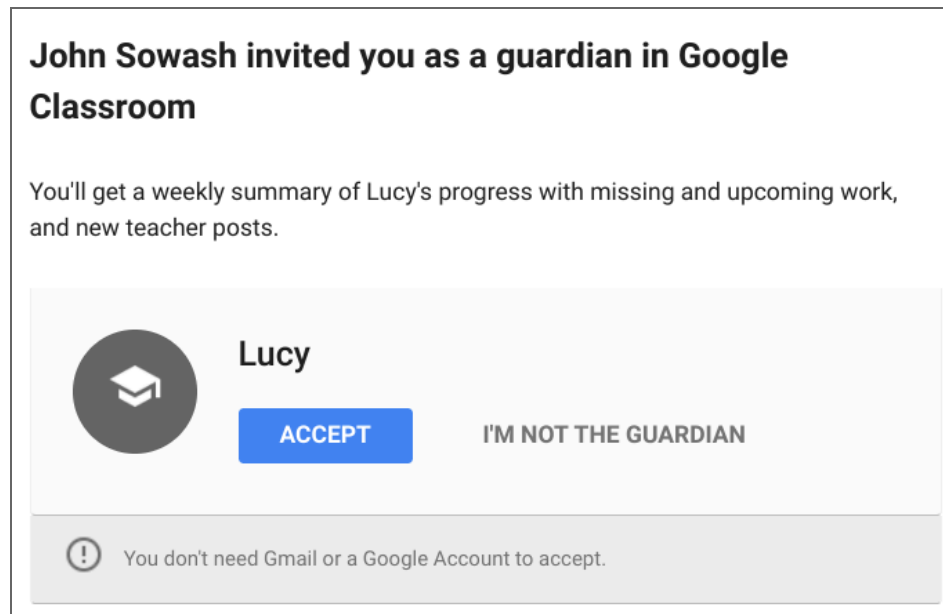 John Sowash invited you as a guardian in Google
Classroom
You'll get a weekly summary of Lucy's progress with missing and upcoming work,
and new teacher posts.
Lucy
ACCEPT I'M NOT THE GUARDIAN
You don't need Gmail or a Google Account to accept.